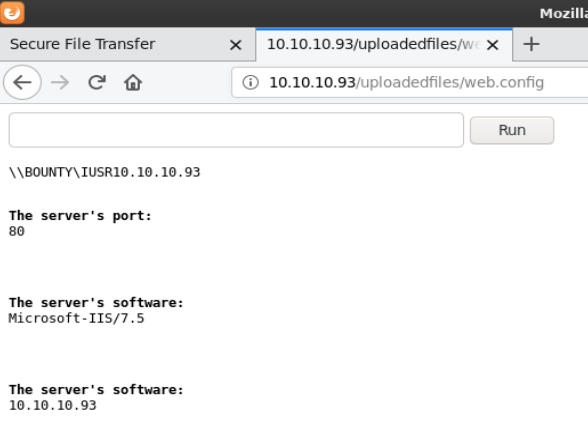 Mozilla
Secure File Transfer
10.10.10.93/uploadedfiles/we
10.10.10.93/uploadedfiles/web.config
Run
\\BOUNTY\IUSR10.10.10.93
The server's port:
80
The server's software:
Microsoft-IIS/7.5
The server's software:
10.10.10.93